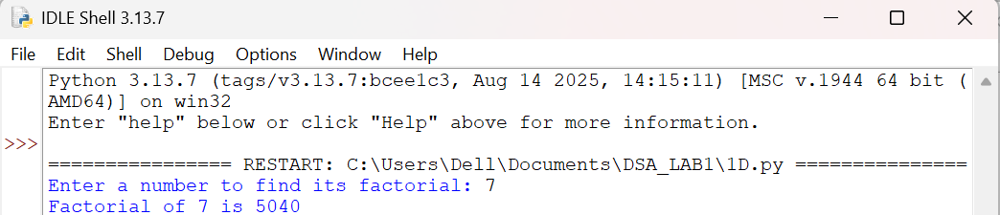 IDLE Shell 3.13.7
File Edit Shell Debug Options Window Help
Python 3.13.7 (tags/v3.13.7:bcee1c3, Aug 14 2025, 14:15:11) [MSC v.1944 64 bit (
AMD64)] on win32
Enter "help" below or click "Help" above for more information.
>>>
================ RESTART: C:\Users\Dell\Documents\DSA_LAB1\1D.py ===============
Enter a number to find its factorial: 7
Factorial of 7 is 5040